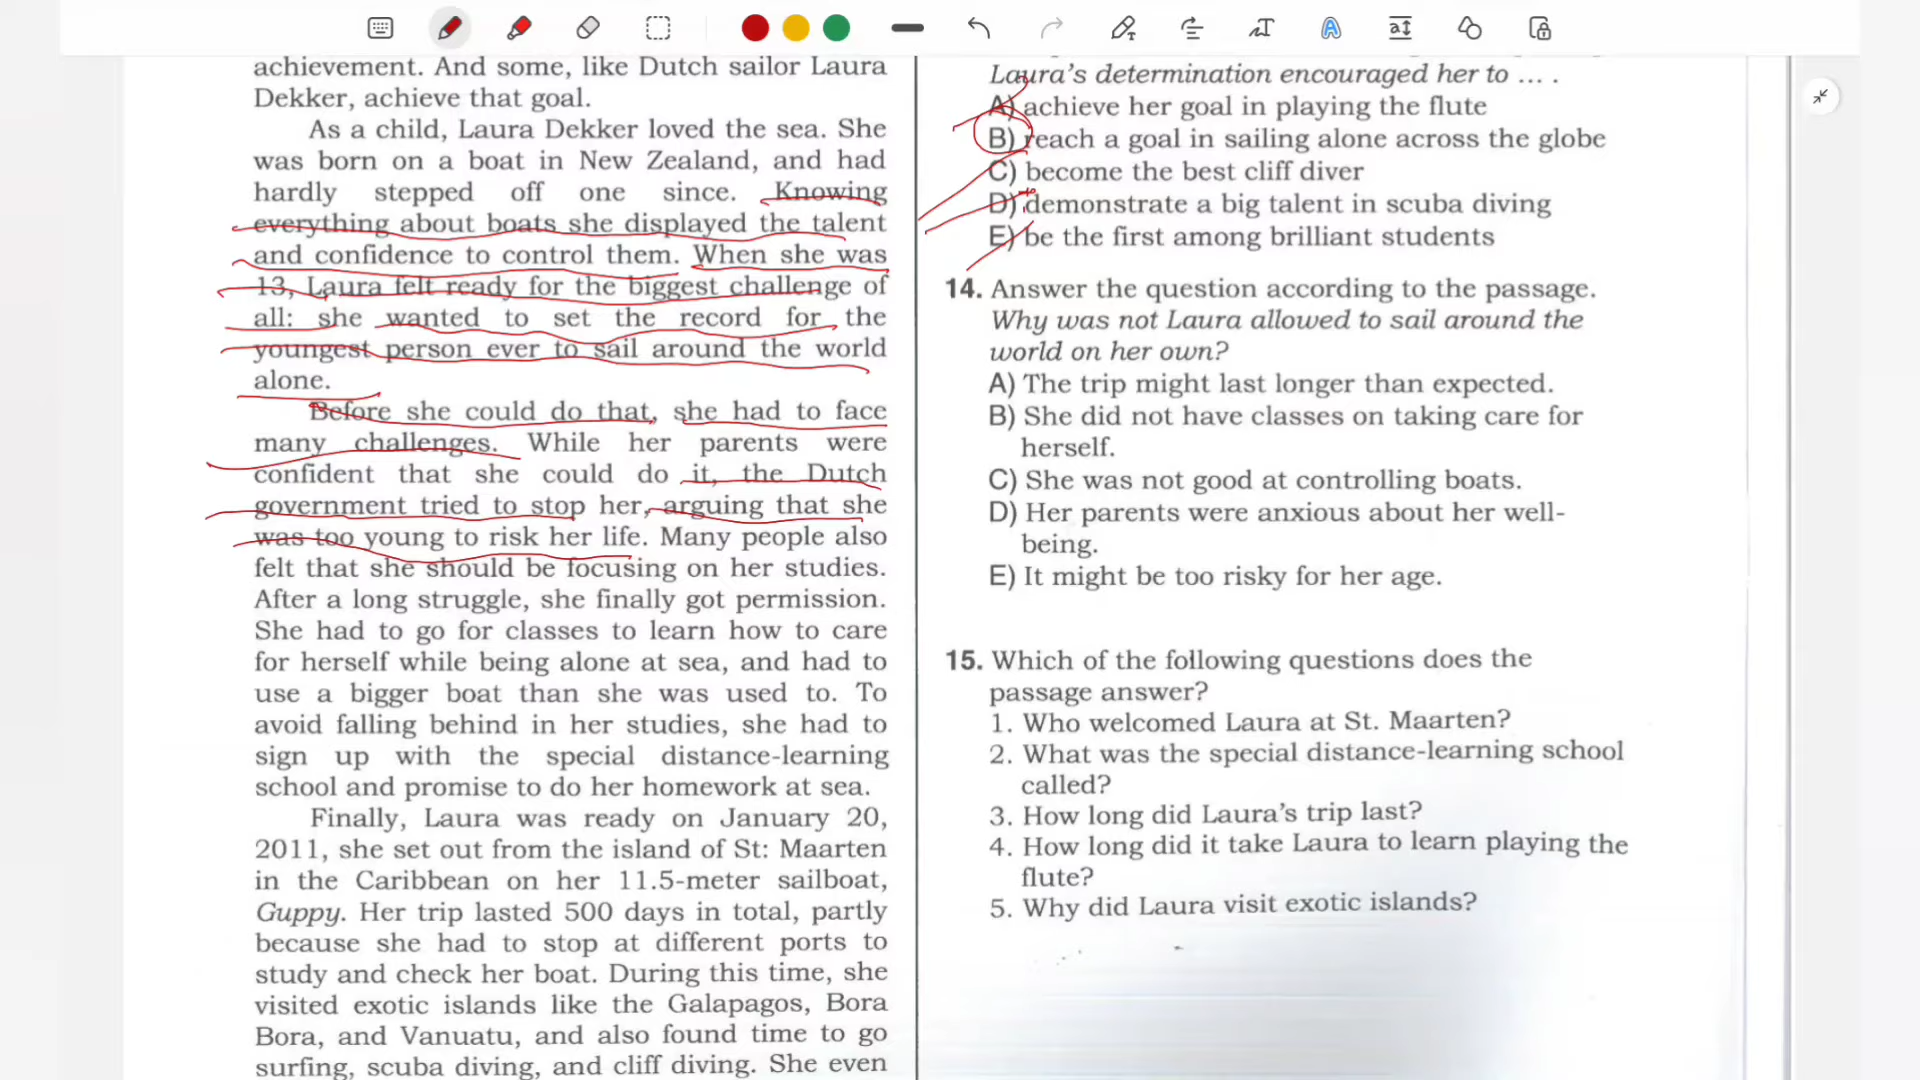 achievement. And some, like Dutch sailor Laura
Dekker, achieve that goal.
As a child, Laura Dekker loved the sea. She
was born on a boat in New Zealand, and had
hardly stepped off one since. Knowing
everything about boats she displayed the talent
and confidence to control them. When she was
13, Laura felt ready for the biggest challenge of
all: she wanted to set the record for the
youngest person ever to sail around the world
alone.
Before she could do that, she had to face
many challenges. While her parents were
confident that she could do it, the Dutch
government tried to stop her, arguing that she
was too young to risk her life. Many people also
felt that she should be focusing on her studies.
After a long struggle, she finally got permission.
She had to go for classes to learn how to care
for herself while being alone at sea, and had to
use a bigger boat than she was used to. To
avoid falling behind in her studies, she had to
sign up with the special distance-learning
school and promise to do her homework at sea.
Finally, Laura was ready on January 20,
2011, she set out from the island of St: Maarten
in the Caribbean on her 11.5-meter sailboat,
Guppy. Her trip lasted 500 days in total, partly
because she had to stop at different ports to
study and check her boat. During this time, she
visited exotic islands like the Galapagos, Bora
Bora, and Vanuatu, and also found time to go
surfing, scuba diving, and cliff diving. She even
Laura's determination encouraged her to ... .
A) achieve her goal in playing the flute
B) reach a goal in sailing alone across the globe
C) become the best cliff diver
D) demonstrate a big talent in scuba diving
E) be the first among brilliant students
14. Answer the question according to the passage.
Why was not Laura allowed to sail around the
world on her own?
A) The trip might last longer than expected.
B) She did not have classes on taking care for
herself.
C) She was not good at controlling boats.
D) Her parents were anxious about her well-
being.
E) It might be too risky for her age.
15. Which of the following questions does the
passage answer?
1. Who welcomed Laura at St. Maarten?
2. What was the special distance-learning school
called?
3. How long did Laura's trip last?
4. How long did it take Laura to learn playing the
flute?
5. Why did Laura visit exotic islands?